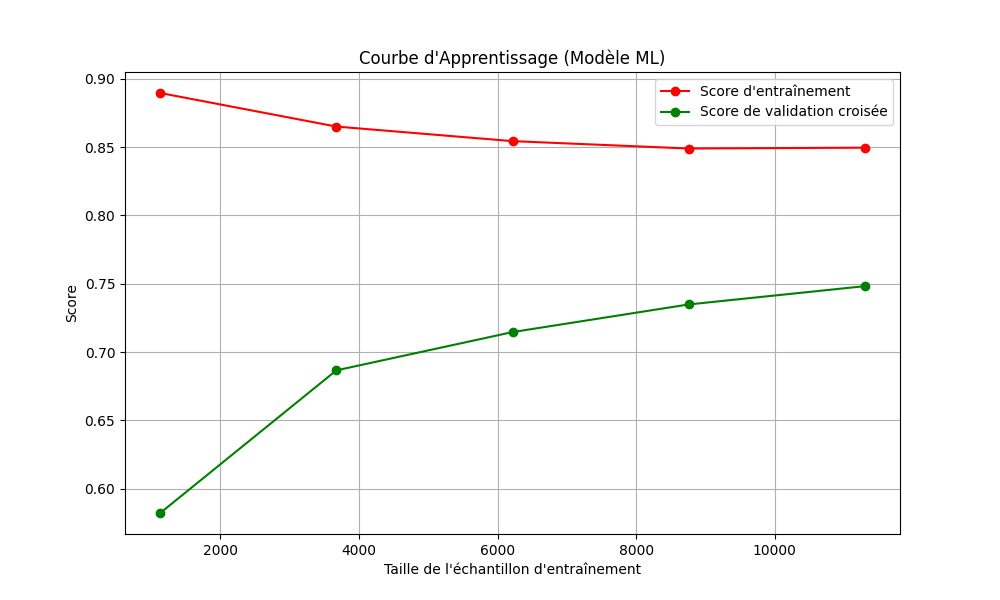 Courbe d'Apprentissage (Modèle ML)
Score d'entraînement
Score de validation croisée
0.90
0.85
0.80
0.75
0.70
0.65
0.60
Score
2000
4000
6000
8000
10000
Taille de l'échantillon d'entraînement